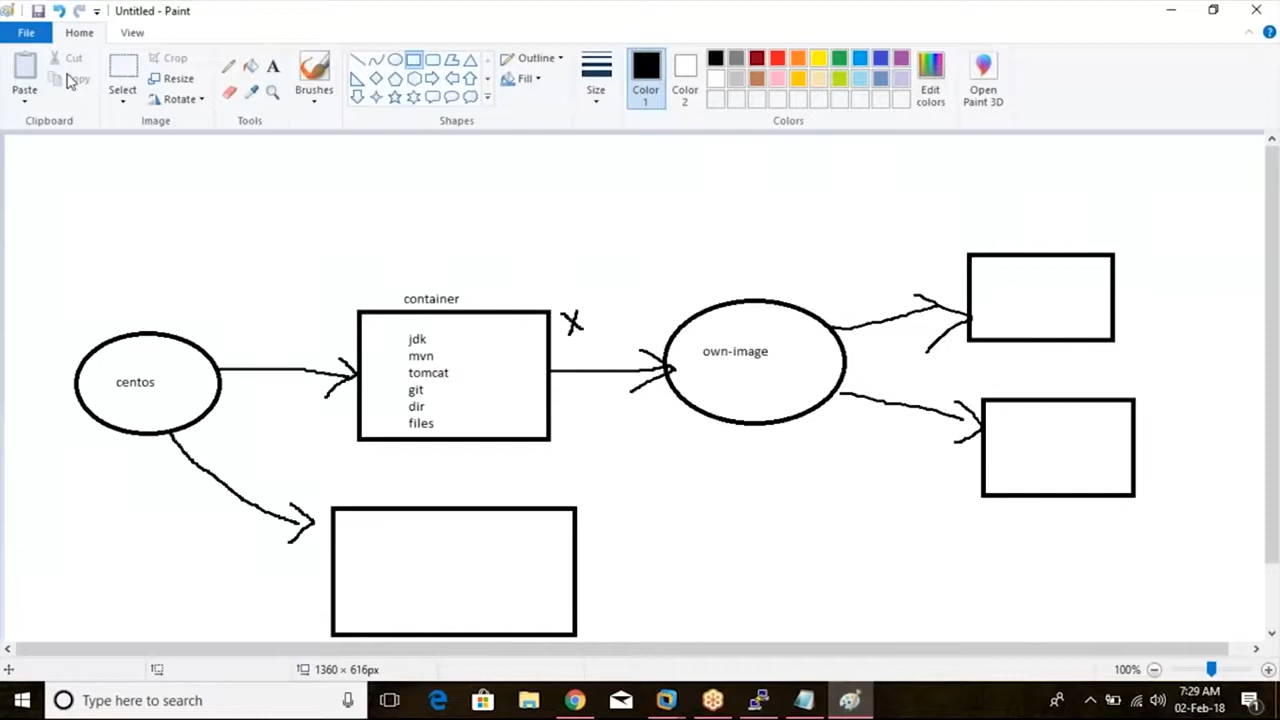 Untitled - Paint
File
Home
View
Paste
Cut
Copy
Clipboard
Select
Crop
Resize
Rotate
Image
A
Tools
Brushes
Shapes
Outline
Fill
Size
Color
1
Color
2
Edit
colors
Colors
Open
Paint 3D
container
jdk
mvn
tomcat
git
dir
files
X
centos
own-image
1360 × 616px
100%
Type here to search
7:29 AM
02-Feb-18
1